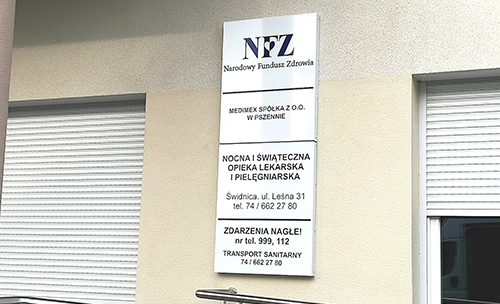 NFZ
Narodowy Fundusz Zdrowia
MEDIMEX SPÓŁKA Z O.O.
W PSZENNIE
NOCNA I ŚWIĄTECZNA
OPIEKA LEKARSKA
I PIELĘGNIARSKA
Świdnica, ul. Leśna 31
tel. 74 / 662 27 80
ZDARZENIA NAGŁE!
nr tel. 999, 112
TRANSPORT SANITARNY
74 / 662 27 80